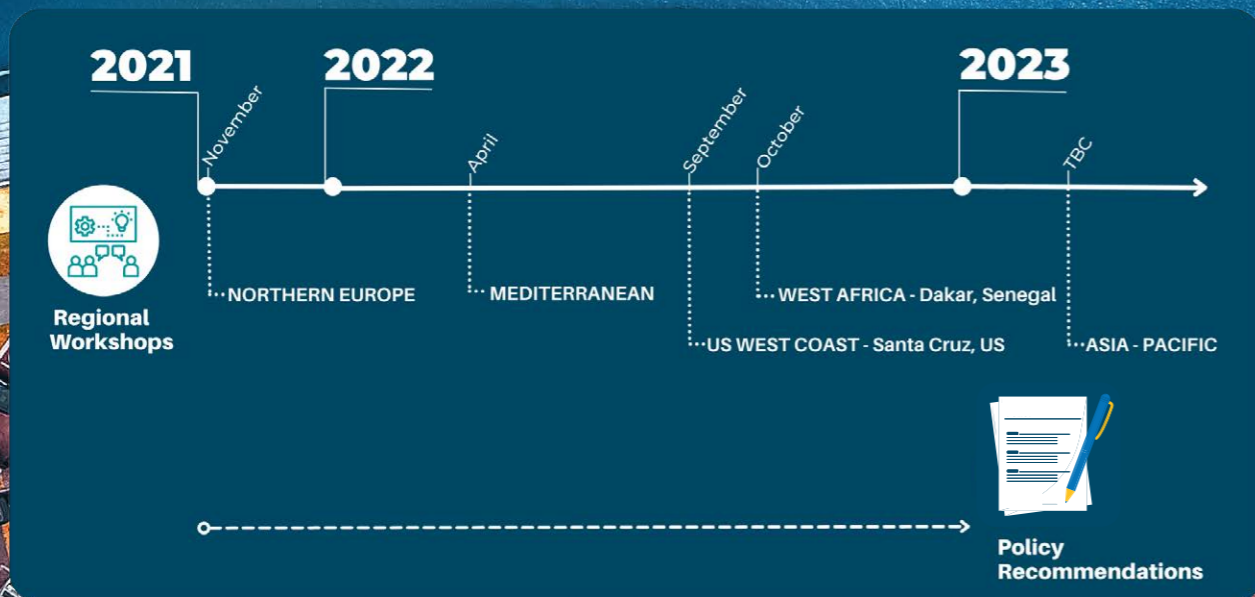 2021
2022
2023
November
April
September
October
TBC
NORTHERN EUROPE
MEDITERRANEAN
WEST AFRICA - Dakar, Senegal
US WEST COAST - Santa Cruz, US
ASIA - PACIFIC
Regional
Workshops
Policy
Recommendations